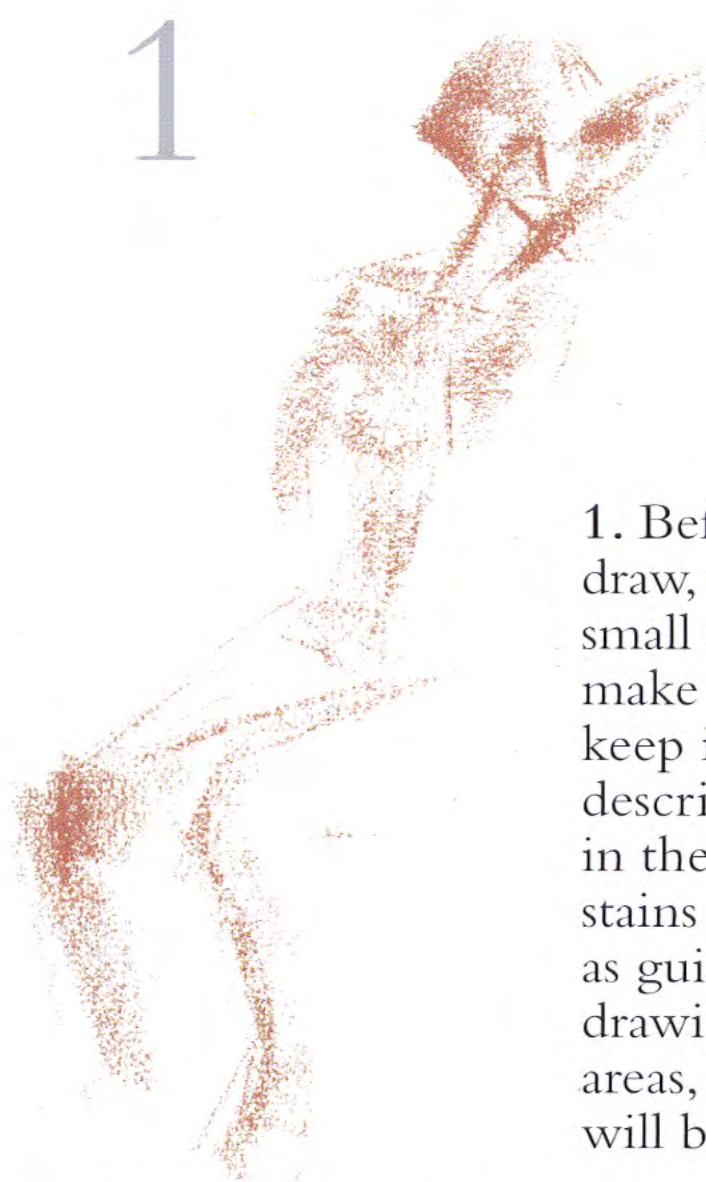 1
1. Bef
draw,
small
make
keep i
descri
in the
stains
as gui
drawi
areas,
will b